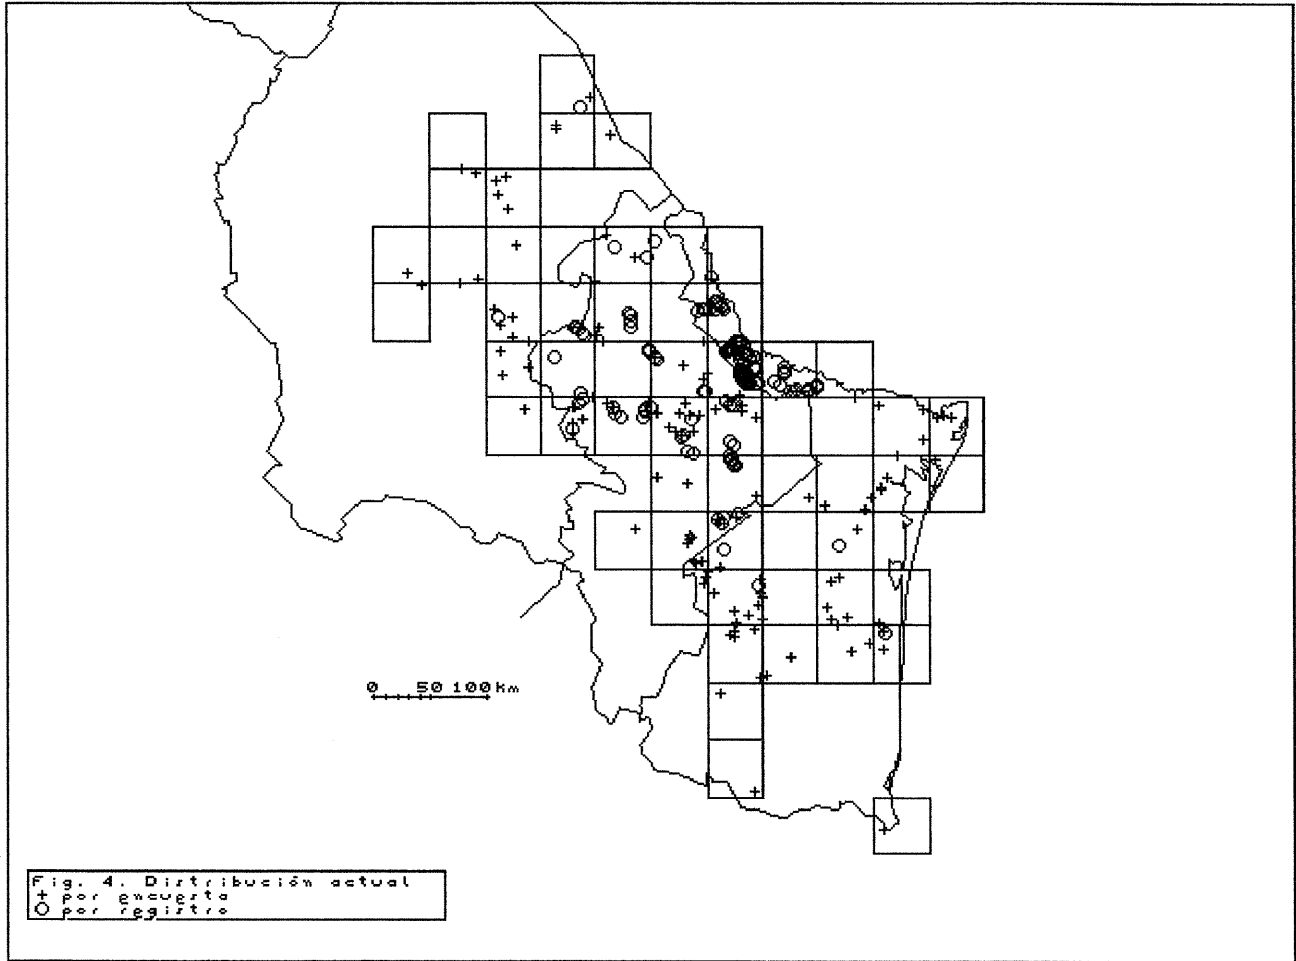 0 50 100 km
Fig. 4. Distribución actual
+ por encuesta
O por registro